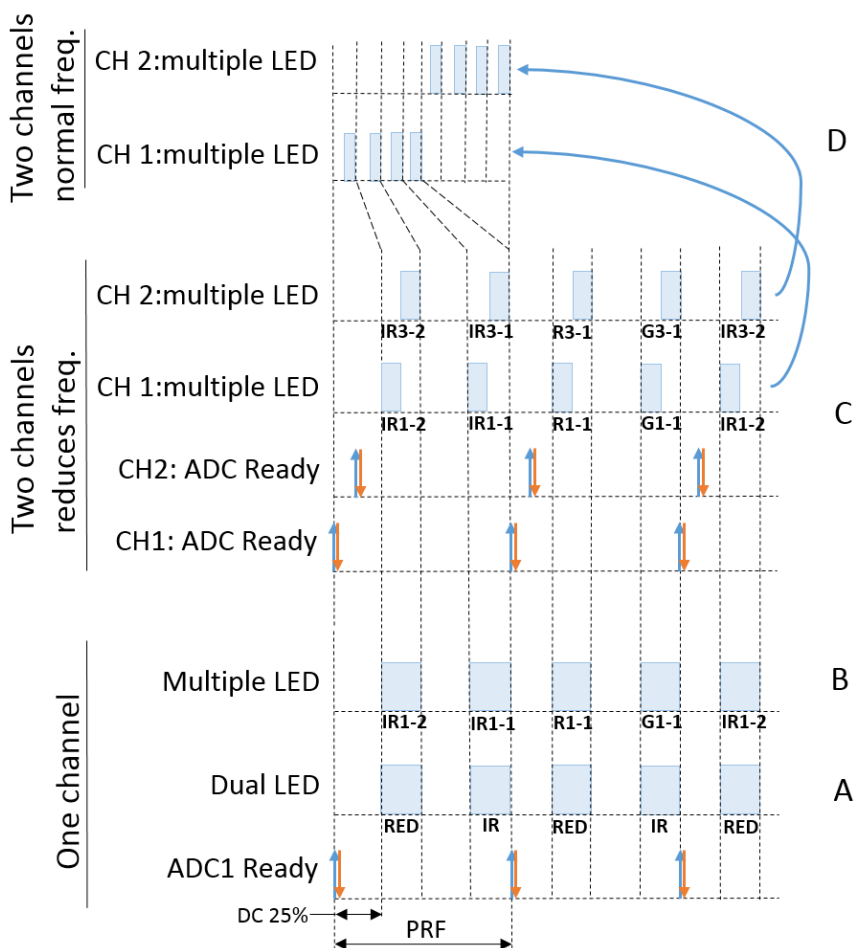 Two channels
normal freq.
CH 2:multiple LED
CH 1:multiple LED
D
Two channels
reduces freq.
CH 2:multiple LED
IR3-2 IR3-1 R3-1 G3-1 IR3-2
CH 1:multiple LED
IR1-2 IR1-1 R1-1 G1-1 IR1-2
C
CH2: ADC Ready
CH1: ADC Ready
One channel
Multiple LED
B
IR1-2 IR1-1 R1-1 G1-1 IR1-2
Dual LED
A
RED IR RED IR RED
ADC1 Ready
DC 25%
PRF